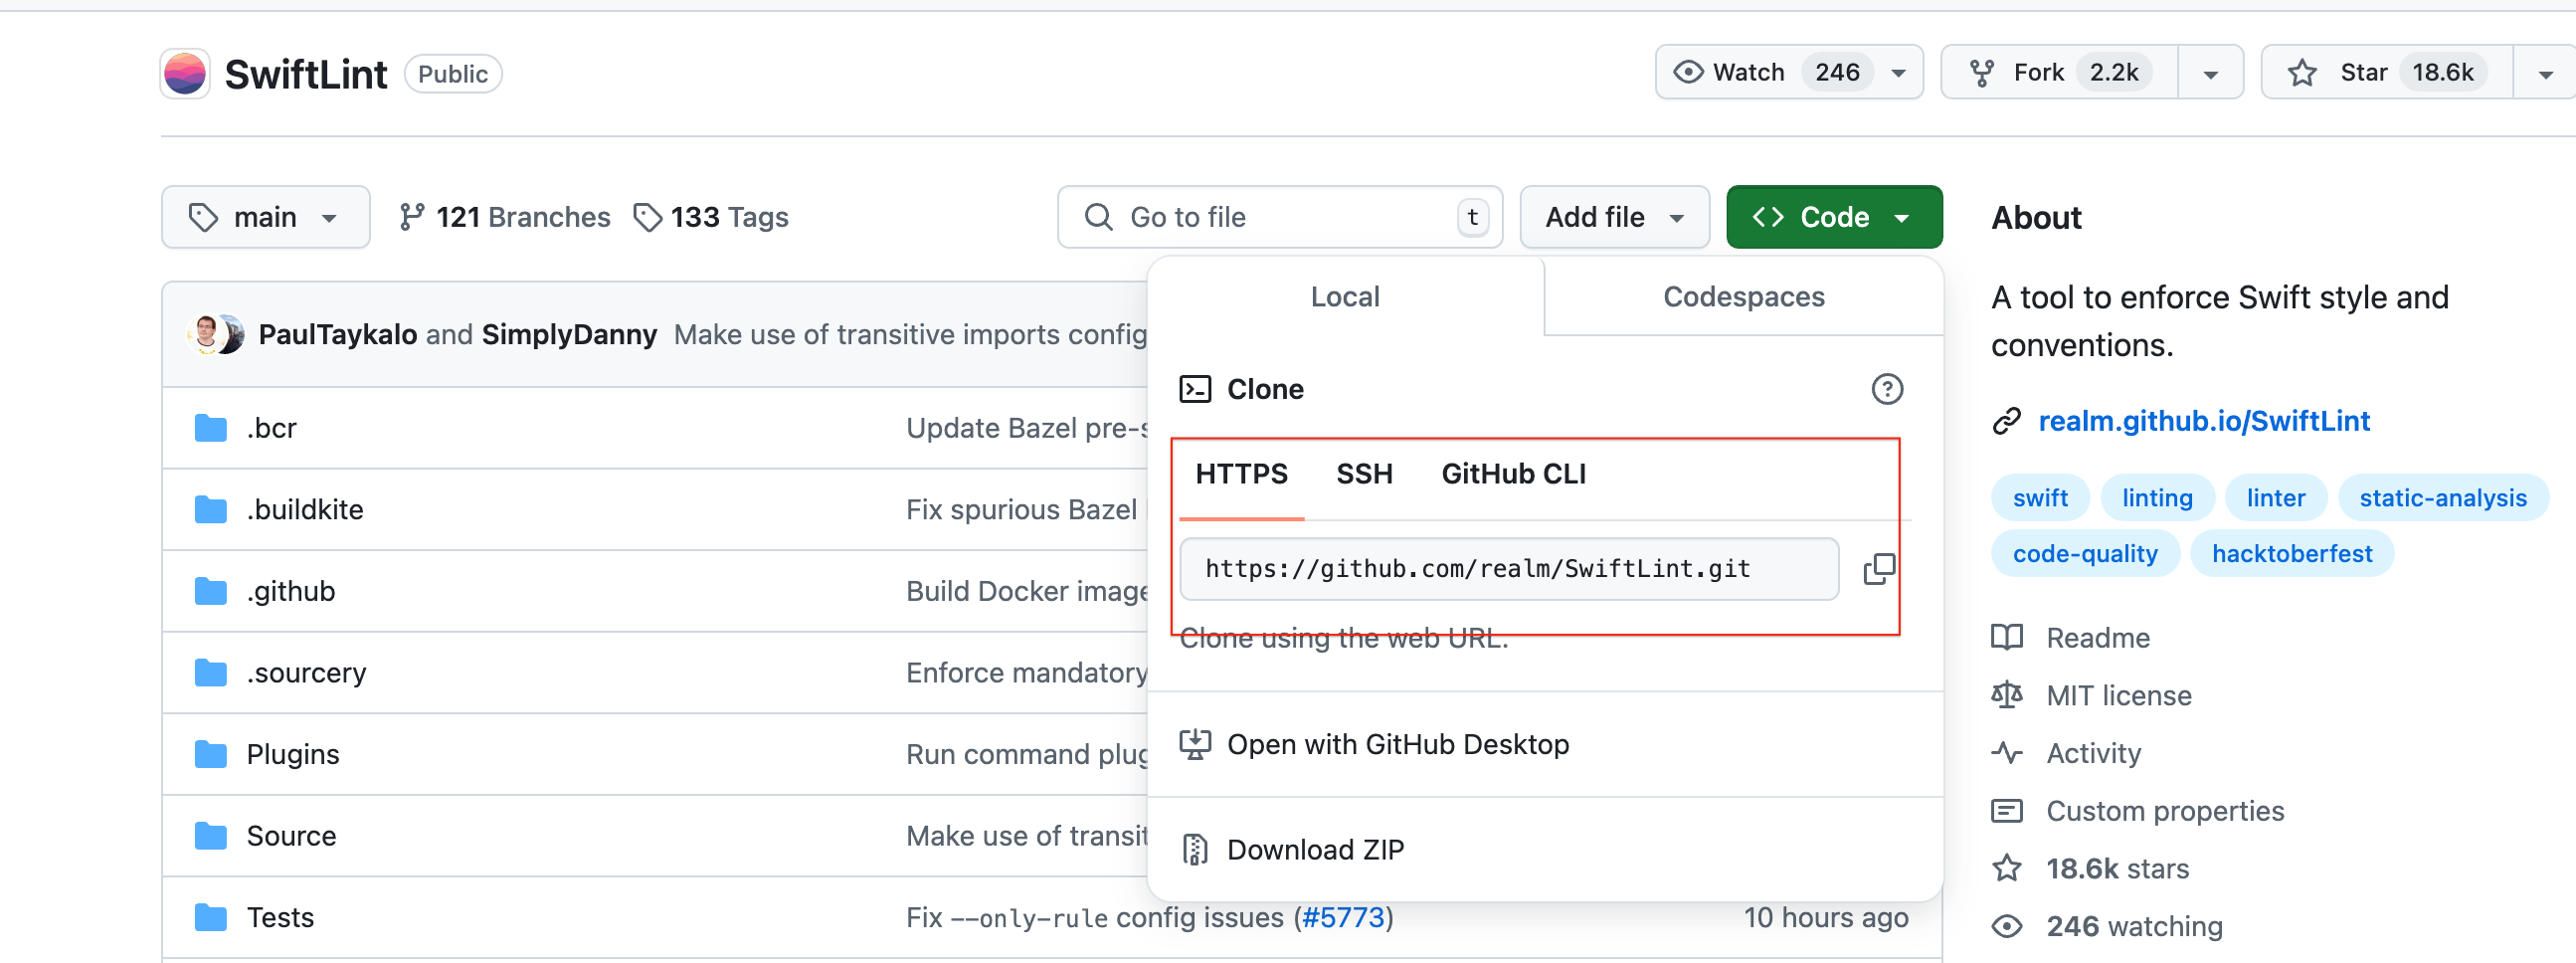 SwiftLint Public
Watch 246
Fork 2.2k
Star 18.6k
main
121 Branches
133 Tags
Go to file t
Add file
Code
Local
Codespaces
Clone
HTTPS SSH GitHub CLI
https://github.com/realm/SwiftLint.git
Clone using the web URL.
Open with GitHub Desktop
Download ZIP
PaulTaykalo and SimplyDanny Make use of transitive imports config
.bcr Update Bazel pre-s
.buildkite Fix spurious Bazel
.github Build Docker image
.sourcery Enforce mandatory
Plugins Run command plug
Source Make use of transit
Tests Fix --only-rule config issues (#5773) 10 hours ago
About
A tool to enforce Swift style and
conventions.
realm.github.io/SwiftLint
swift linting linter static-analysis
code-quality hacktoberfest
Readme
MIT license
Activity
Custom properties
18.6k stars
246 watching